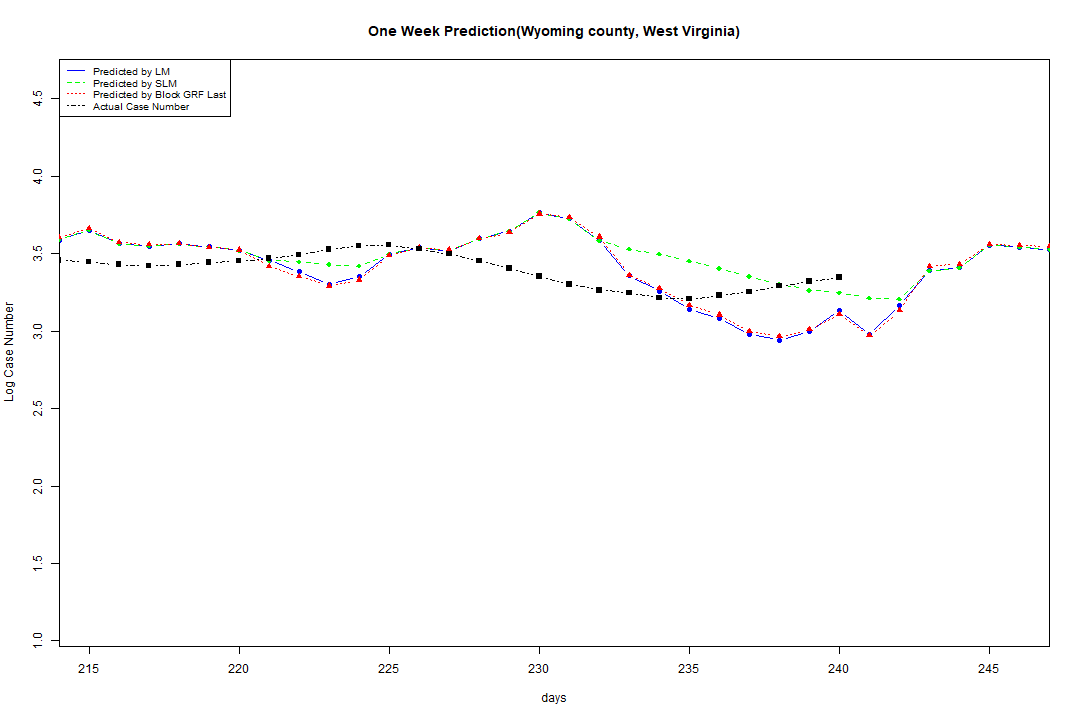 One Week Prediction(Wyoming county, West Virginia)
Predicted by LM
Predicted by SLM
Predicted by Block GRF Last
Actual Case Number
4.5
4.0
3.5
3.0
2.5
2.0
1.5
1.0
Log Case Number
215 220 225 230 235 240 245
days